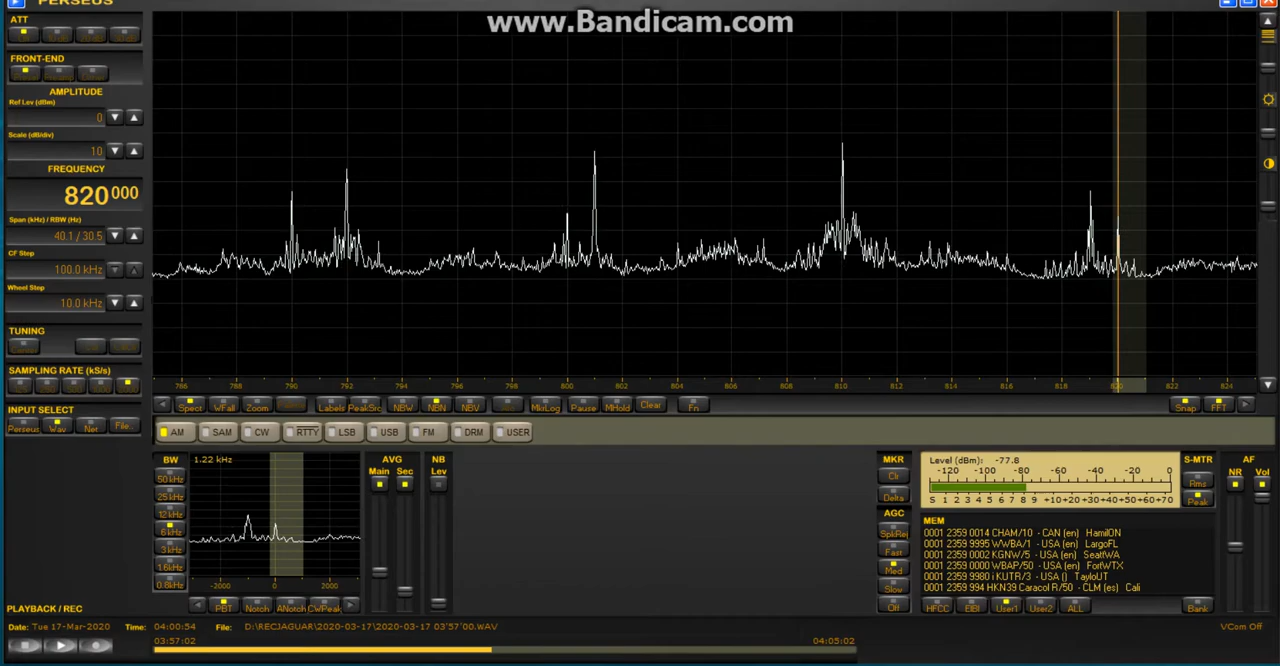 PERSEUS
www.Bandicam.com
ATT
FRONT-END
AMPLITUDE
Ref Lev (dBm)
0
Scale (dB/div)
10
FREQUENCY
820 000
Span (kHz) / RBW (Hz)
40.1 / 30.5
CF Step
100.0 kHz
Wheel Step
10.0 kHz
TUNING
SAMPLING RATE (kS/s)
INPUT SELECT
Perseus Wav Net File..
766 788 790 792 794 796 798 800 802 804 806 808 810 812 814 816 818 820 822 824
Spect WFall Zoom Labels PeakSrc NBW NBN NBV MkrLog Pause MHold Clear Fn Snap FFT
AM SAM CW RTTY LSB USB FM DRM USER
BW
50 kHz
25 kHz
12 kHz
6 kHz
3 kHz
1.6 kHz
0.8 kHz
1.22 kHz
-2000 0 2000
PBT Notch ANotch CWPeak
AVG
Main Sec
NB
Lev
MKR
Clr
Delta
AGC
SpkRej
Fast
Med
Slow
Off
Level (dBm): -77.8
-120 -100 -80 -60 -40 -20 0
S 1 2 3 4 5 6 7 8 9 +10+20+30+40+50+60+70
S-MTR
Rms
Peak
AF
NR Vol
MEM
0001 2359 0014 CHAM/10 - CAN (en) HamilON
0001 2359 9995 WWBA/1 - USA (en) LargoFL
0001 2359 0002 KGNW/5 - USA (en) SeattWA
0001 2359 0000 WBAP/50 - USA (en) FortWTX
0001 2359 9980 i KUTR/3 - USA () TayloUT
0001 2359 994 HKN39 Caracol R/50 - CLM (es) Cali
HFCC EIBI User1 User2 ALL Bank
PLAYBACK / REC
Date: Tue 17-Mar-2020 Time: 04:00:54 File: D:\RECJAGUAR\2020-03-17\2020-03-17 03'57'00.WAV
VCom Off
03:57:02
04:05:02